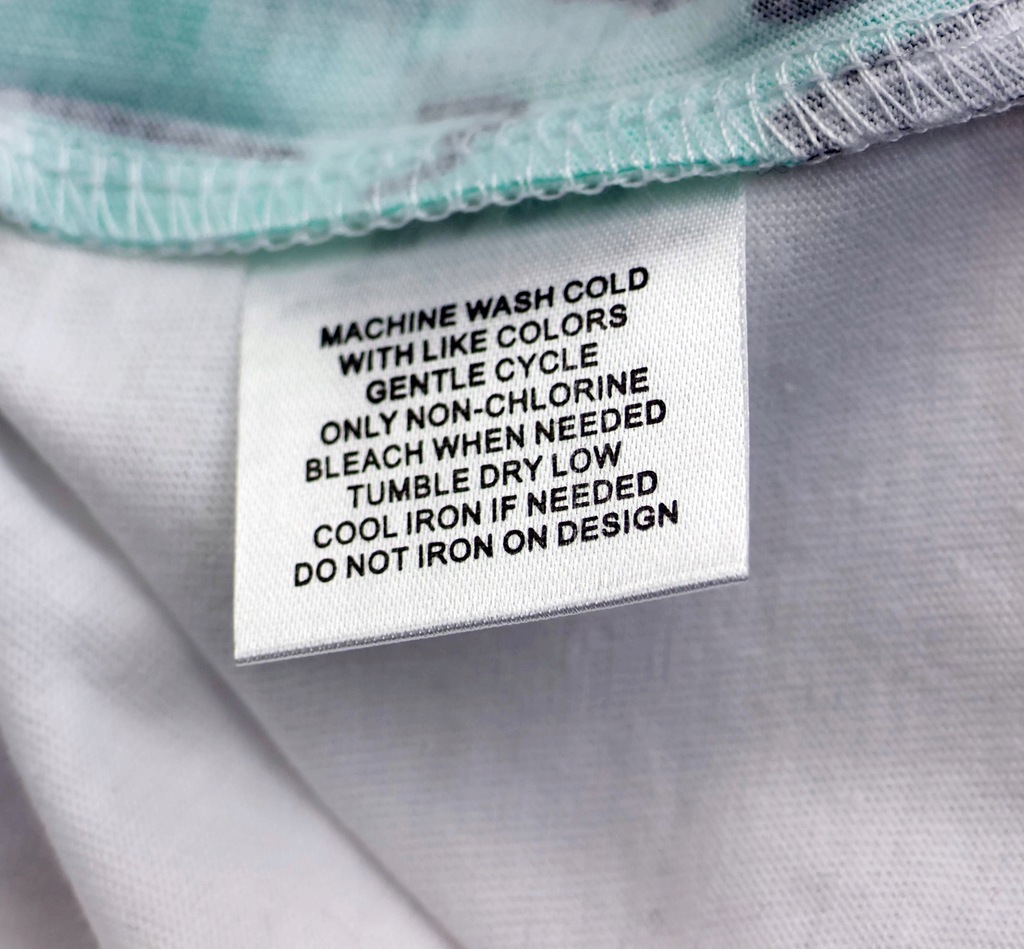 MACHINE WASH COLD
WITH LIKE COLORS
GENTLE CYCLE
ONLY NON-CHLORINE
BLEACH WHEN NEEDED
TUMBLE DRY LOW
COOL IRON IF NEEDED
DO NOT IRON ON DESIGN